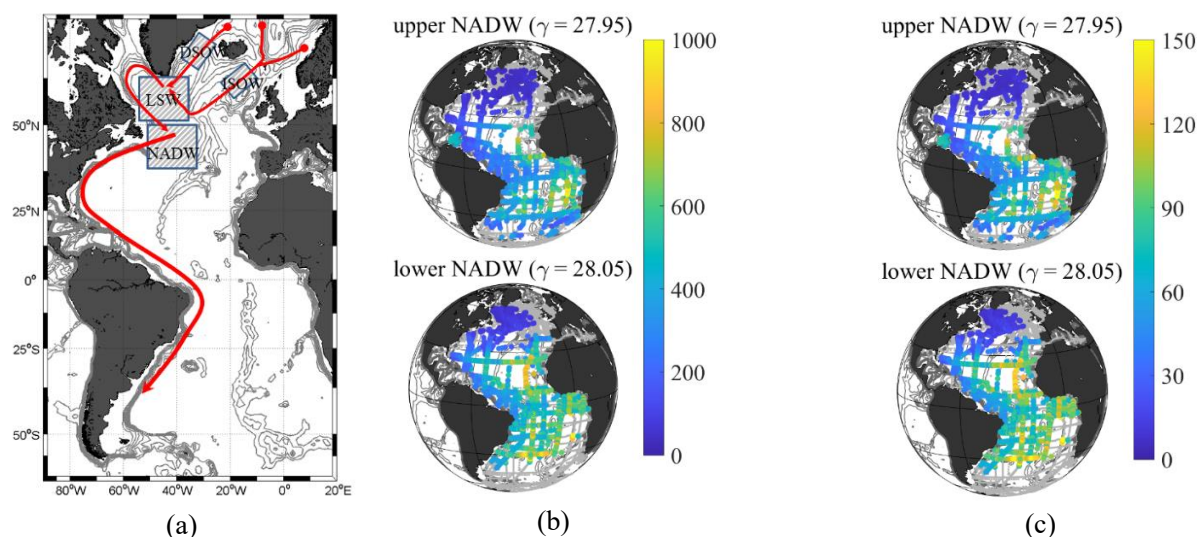 DSOW
ISOW
LSW
NADW
50°N
25°N
0°
25°S
50°S
80°W 60°W 40°W 20°W 0° 20°E
(a)
upper NADW (γ = 27.95)
lower NADW (γ = 28.05)
1000
800
600
400
200
0
(b)
upper NADW (γ = 27.95)
lower NADW (γ = 28.05)
150
120
90
60
30
0
(c)